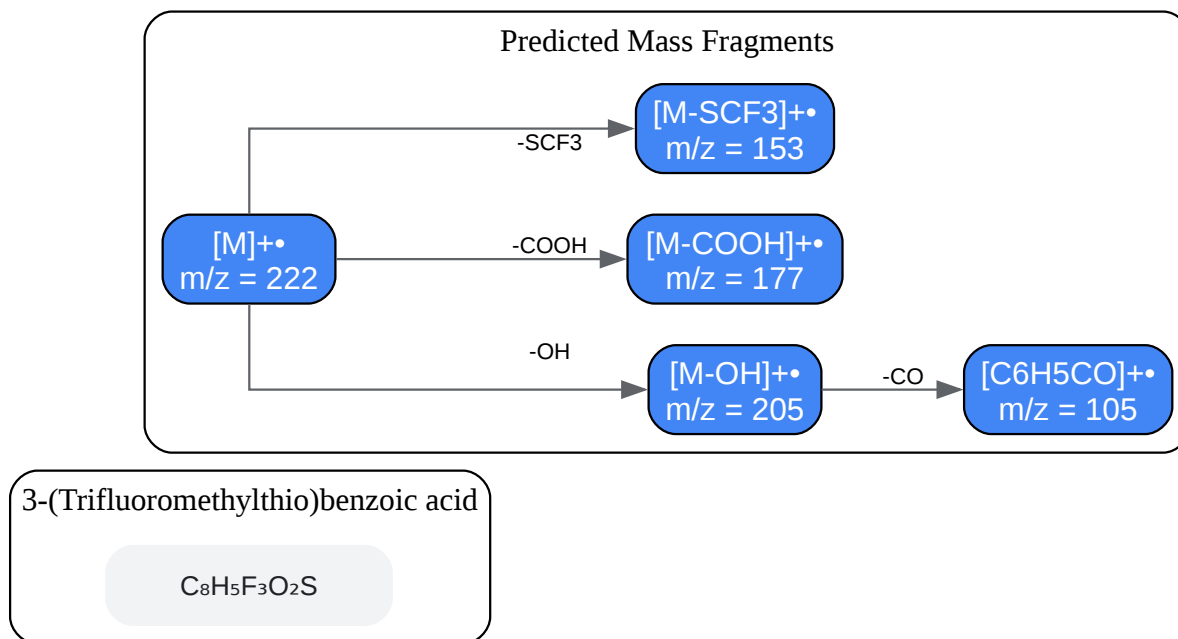 Predicted Mass Fragments
[M-SCF3]+•
m/z = 153
-SCF3
[M]+•
m/z = 222
-COOH
[M-COOH]+•
m/z = 177
-OH
[M-OH]+•
m/z = 205
-CO
[C6H5CO]+•
m/z = 105
3-(Trifluoromethylthio)benzoic acid
C₈H₅F₃O₂S